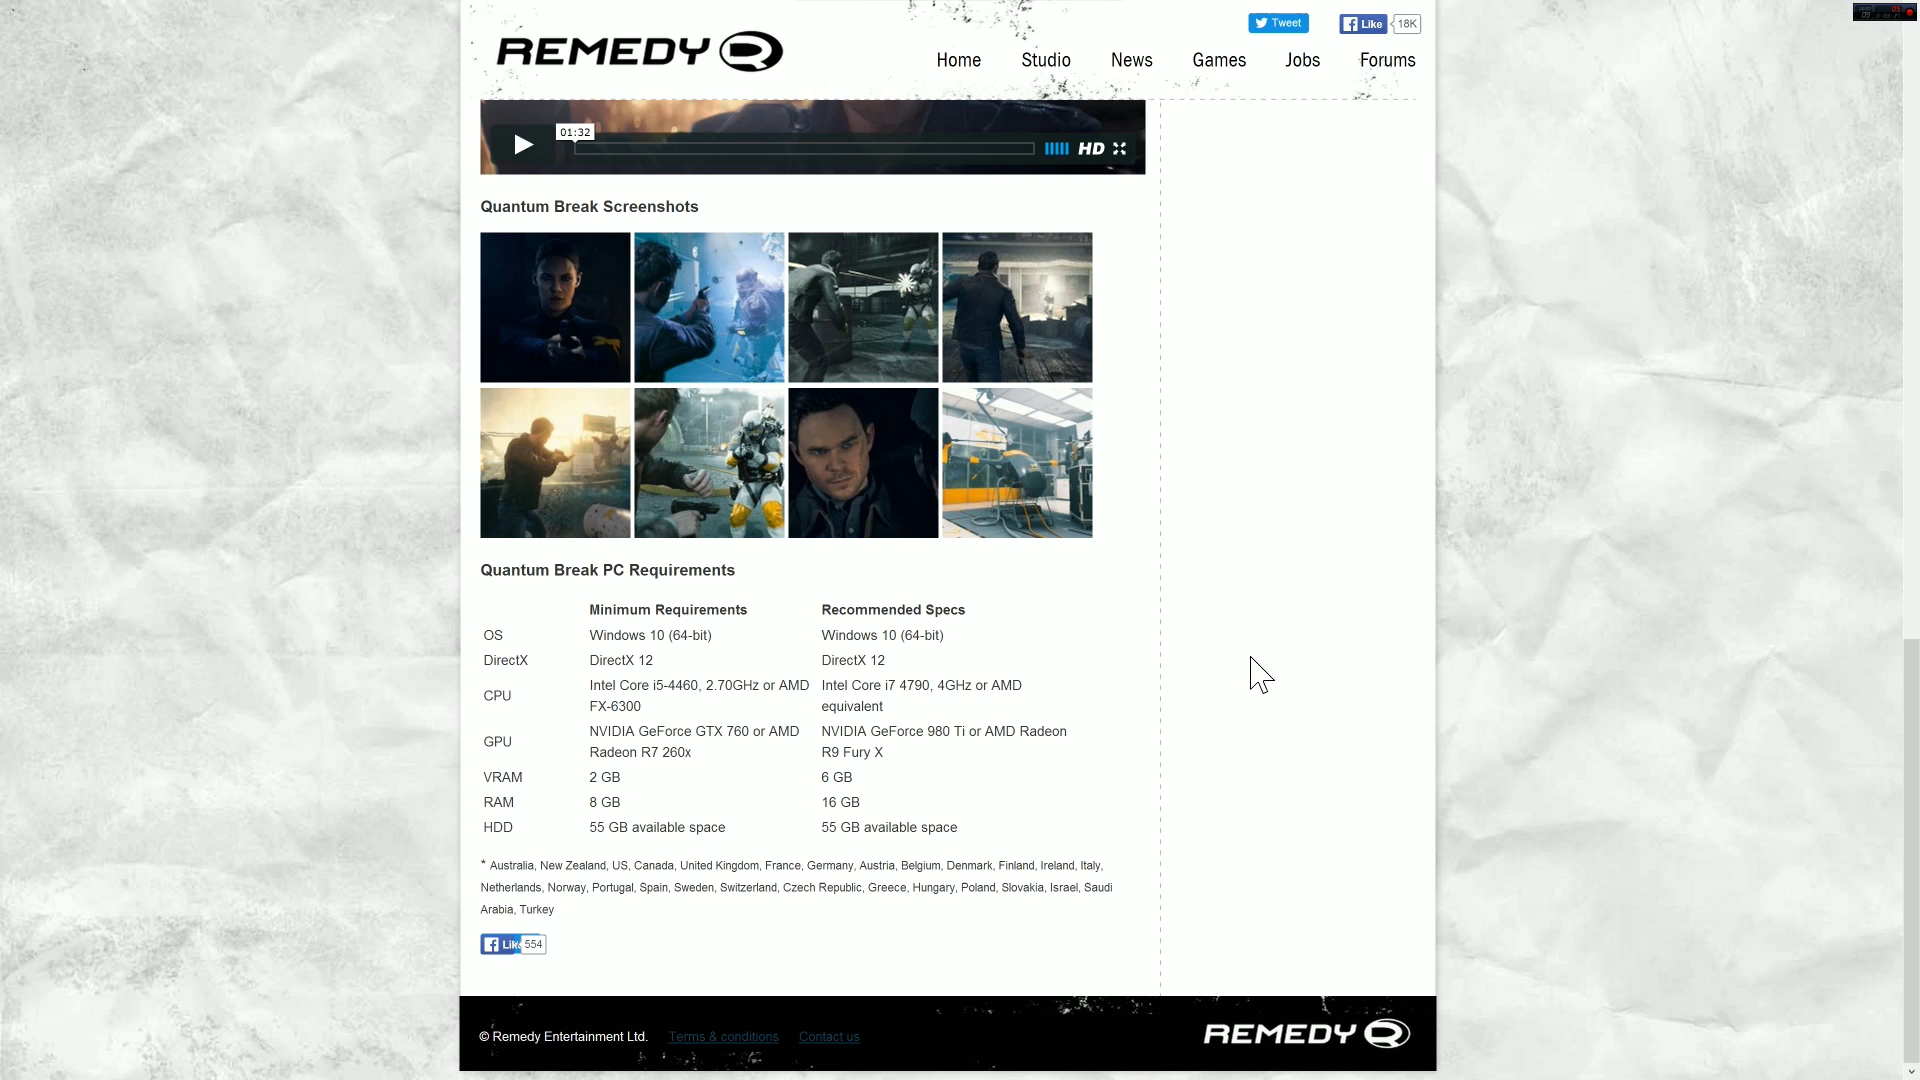 Tweet
Like 18K
REMEDY
Home Studio News Games Jobs Forums
01:32
HD
Quantum Break Screenshots
Quantum Break PC Requirements
Minimum Requirements Recommended Specs
OS Windows 10 (64-bit) Windows 10 (64-bit)
DirectX DirectX 12 DirectX 12
CPU Intel Core i5-4460, 2.70GHz or AMD FX-6300 Intel Core i7 4790, 4GHz or AMD equivalent
GPU NVIDIA GeForce GTX 760 or AMD Radeon R7 260x NVIDIA GeForce 980 Ti or AMD Radeon R9 Fury X
VRAM 2 GB 6 GB
RAM 8 GB 16 GB
HDD 55 GB available space 55 GB available space
* Australia, New Zealand, US, Canada, United Kingdom, France, Germany, Austria, Belgium, Denmark, Finland, Ireland, Italy,
Netherlands, Norway, Portugal, Spain, Sweden, Switzerland, Czech Republic, Greece, Hungary, Poland, Slovakia, Israel, Saudi
Arabia, Turkey
Like 554
© Remedy Entertainment Ltd. Terms & conditions Contact us REMEDY